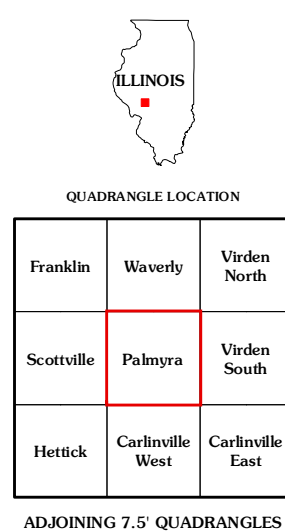 ILLINOIS
QUADRANGLE LOCATION
Franklin
Waverly
Virden
North
Scottville
Palmyra
Virden
South
Hettick
Carlinville
West
Carlinville
East
ADJOINING 7.5' QUADRANGLES